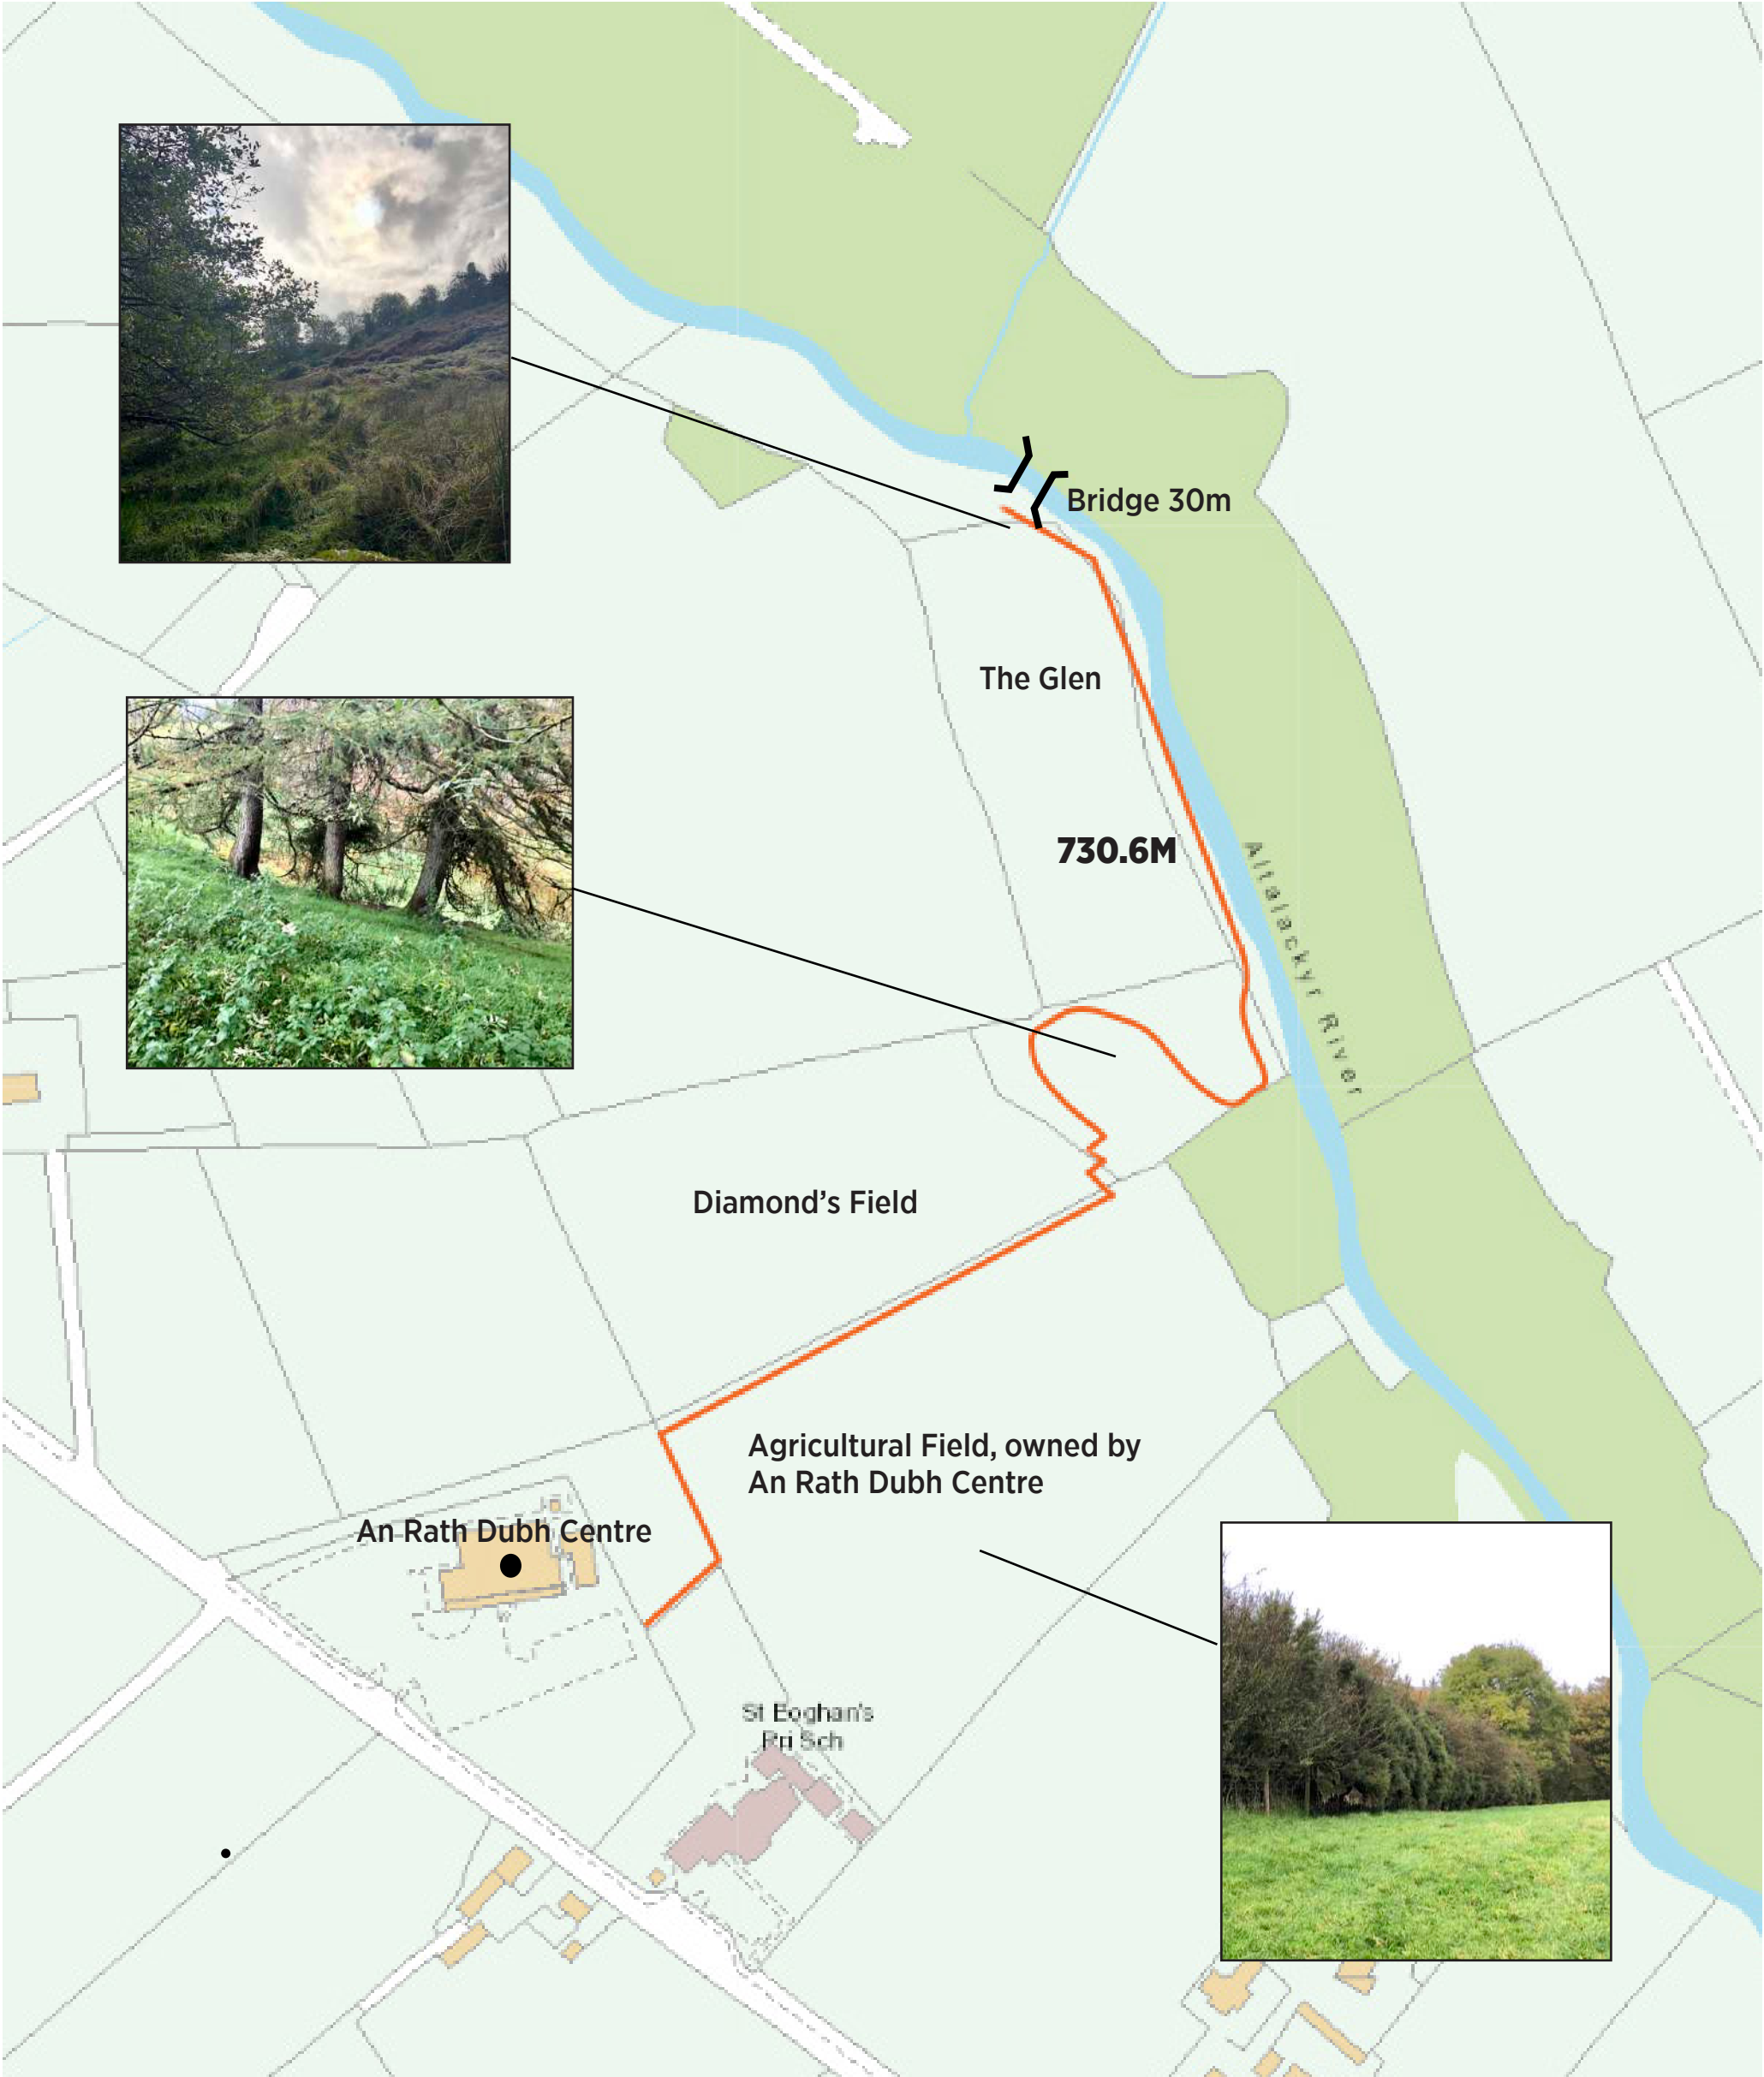 Bridge 30m
The Glen
730.6M
Altalackyr River
Diamond's Field
Agricultural Field, owned by
An Rath Dubh Centre
An Rath Dubh Centre
St Eoghan's
Pri Sch